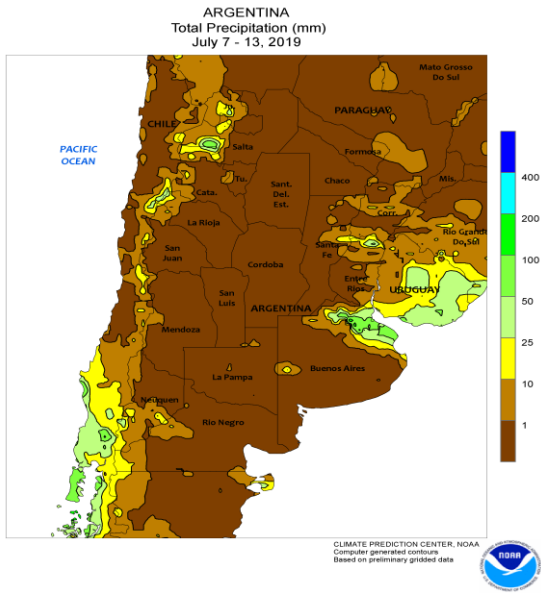 ARGENTINA
Total Precipitation (mm)
July 7 - 13, 2019
Mato Grosso
Do Sul
PARAGUAY
CHILE
PACIFIC
OCEAN
Salta
Formosa
Tu.
Chaco
Mis.
Cata.
Sant.
Del.
Est.
Corr.
La Rioja
Rio Grande
Do Sul
San
Juan
Santa
Fe
Cordoba
Entre
Rios
URUGUAY
San
Luis
ARGENTINA
Mendoza
La Pampa
Buenos Aires
Neuquen
Rio Negro
400
200
100
50
25
10
1
CLIMATE PREDICTION CENTER, NOAA
Computer generated contours
Based on preliminary gridded data
NOAA